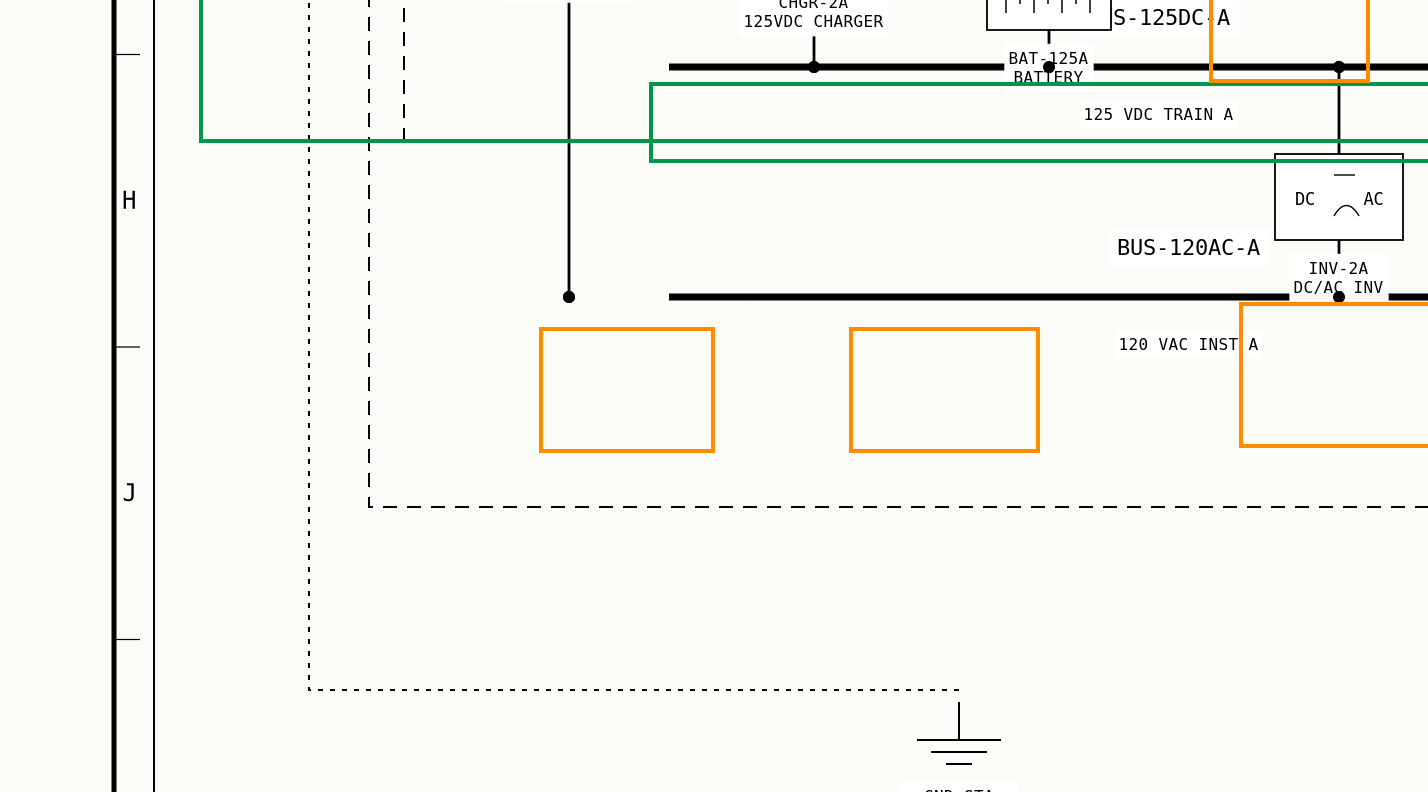 CHGR-2A
125VDC CHARGER
S-125DC-A
BAT-125A
BATTERY
125 VDC TRAIN A
H
DC AC
BUS-120AC-A
INV-2A
DC/AC INV
120 VAC INST A
J